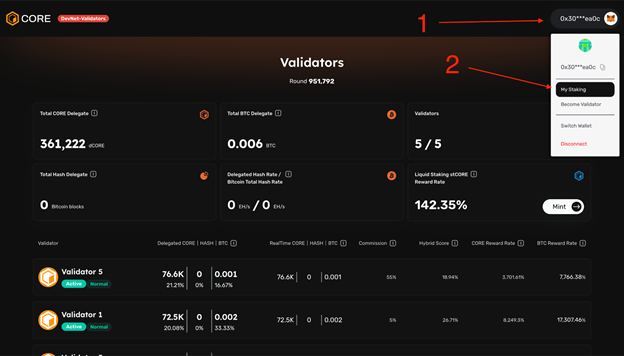 CORE DevNet-Validators 1 0x30***ea0c
Validators
Round 951,792
0x30***ea0c
2
My Staking
Become Validator
Switch Wallet
Disconnect
Total CORE Delegate
361,222 dCORE
Total BTC Delegate
0.006 BTC
Validators
5 / 5
Total Hash Delegate
0 Bitcoin blocks
Delegated Hash Rate /
Bitcoin Total Hash Rate
0 EH/s / 0 EH/s
Liquid Staking stCORE
Reward Rate
142.35%
Mint
Validator Delegated CORE | HASH | BTC RealTime CORE | HASH | BTC Commission Hybrid Score CORE Reward Rate BTC Reward Rate
Validator 5 76.6K 0 0.001 76.6K 0 0.001 55% 18.94% 3,701.61% 7,766.38%
Active Normal 21.21% 0% 16.67%
Validator 1 72.5K 0 0.002 72.5K 0 0.002 5% 26.71% 8,249.3% 17,307.46%
Active Normal 20.08% 0% 33.33%